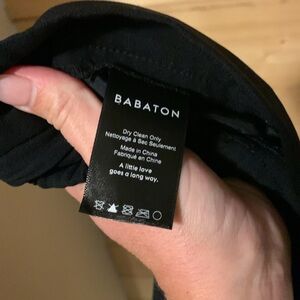 BABATON
Dry Clean Only
Nettoyage à Sec Seulement
Made in China
Fabriqué en Chine
A little love
goes a long way.